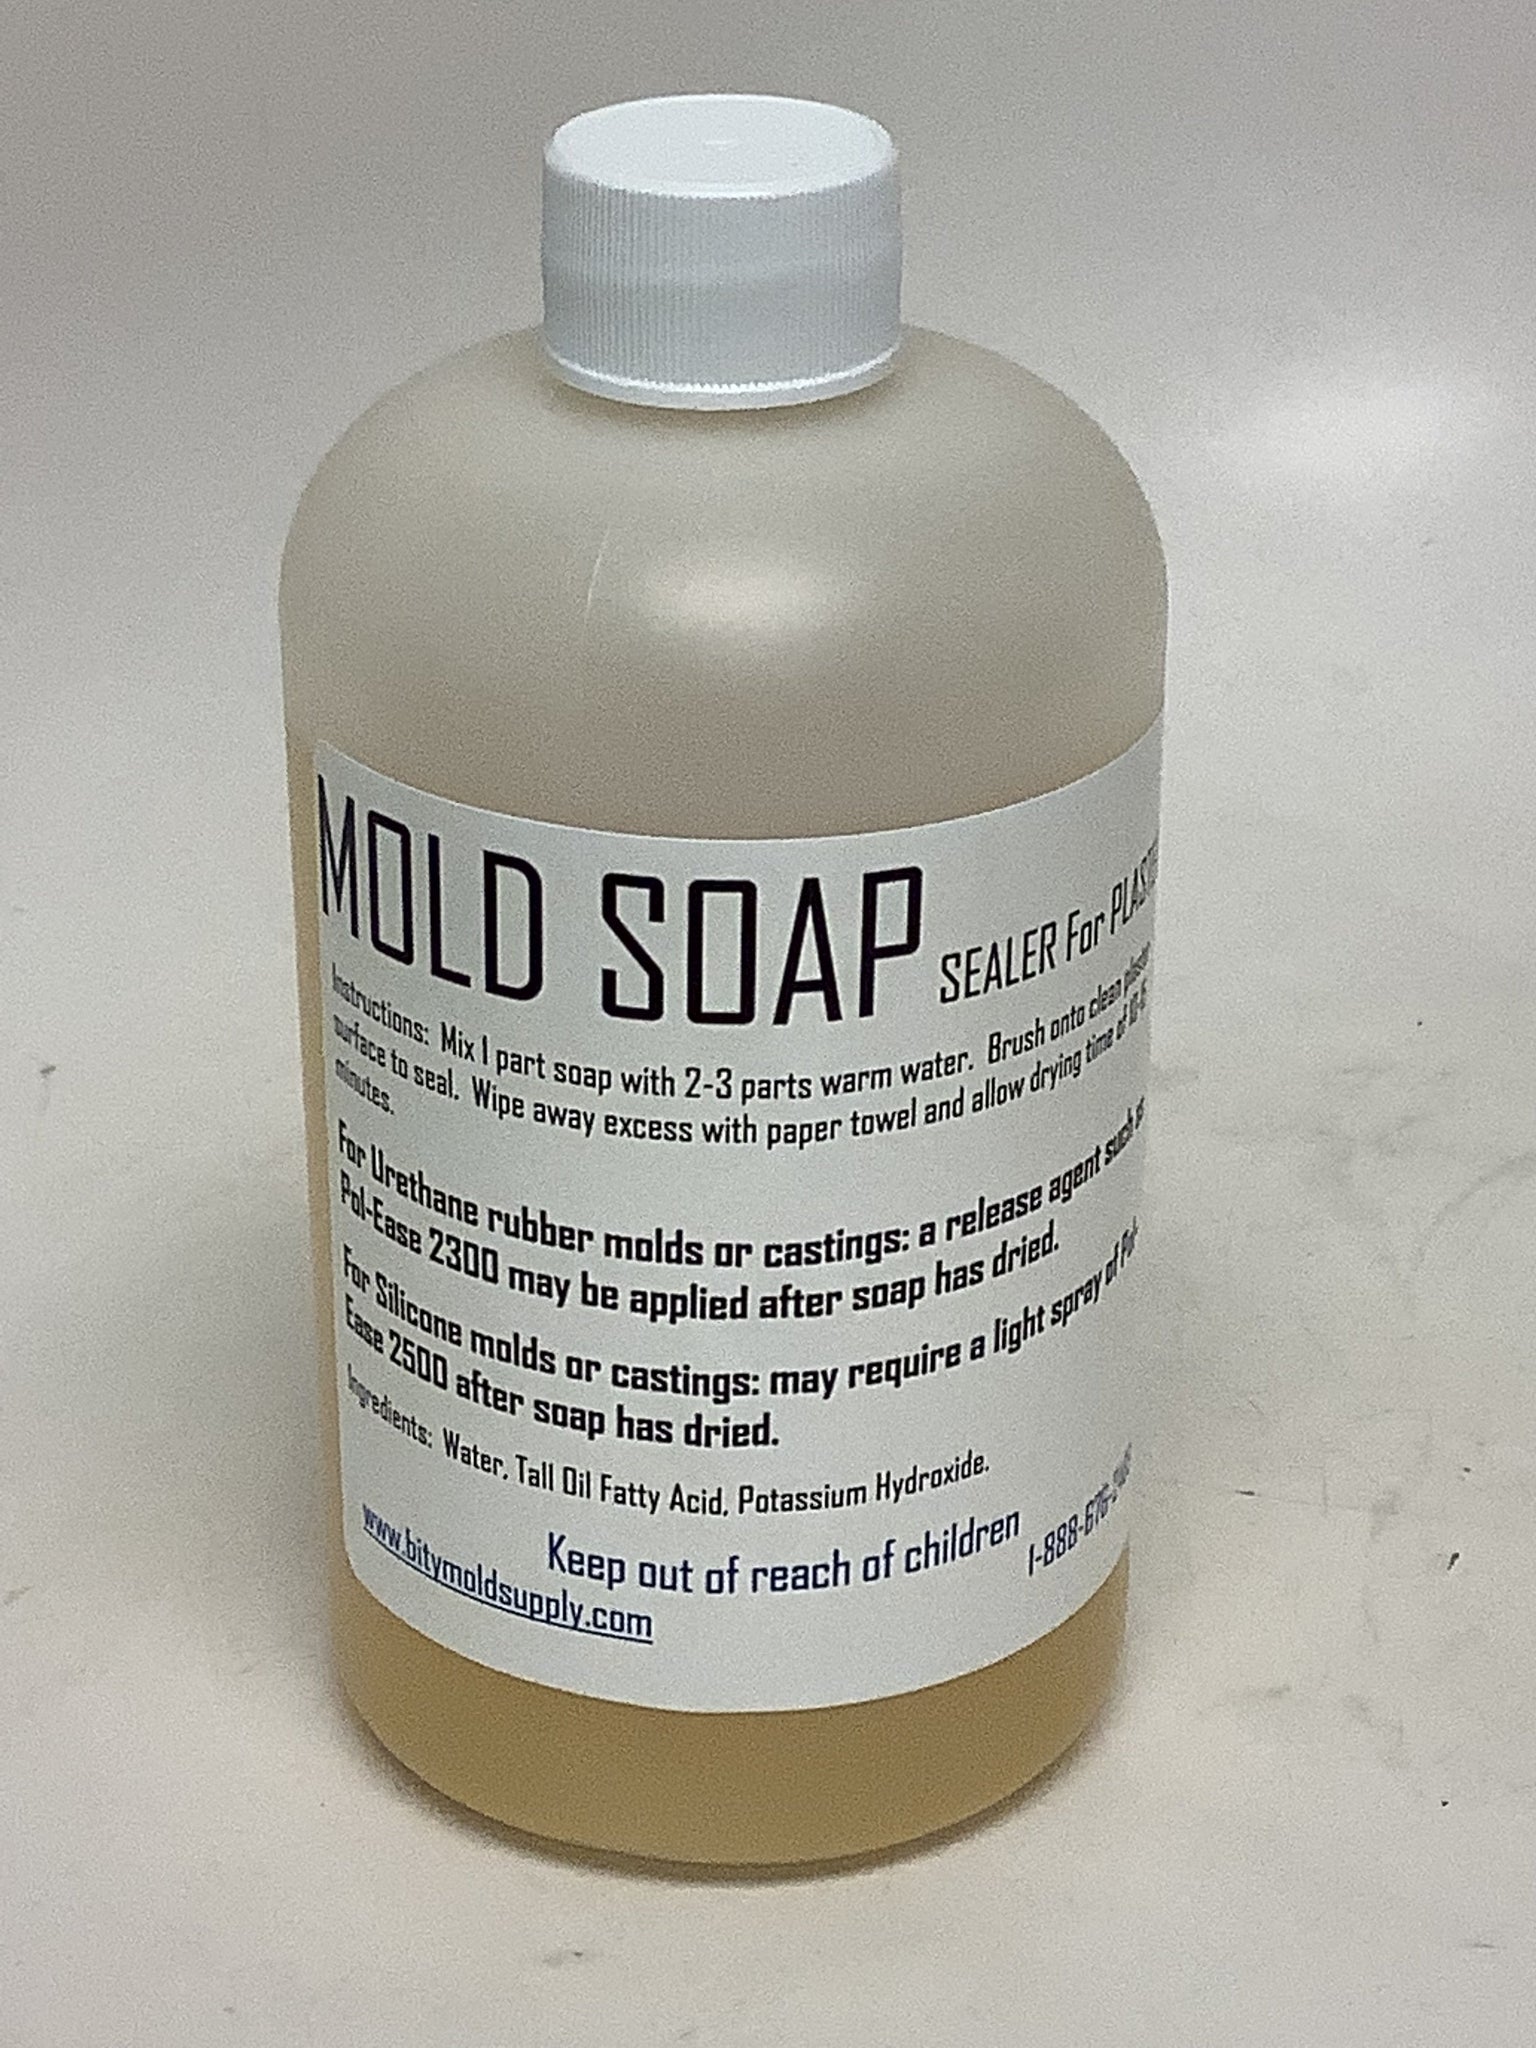 MOLD SOAP SEALER For
Instructions: Mix 1 part soap with 2-3 parts warm water. Brush onto clean plaster
surface to seal. Wipe away excess with paper towel and allow drying time of
minutes.
For Urethane rubber molds or castings: a release agent such as
Pol-Ease 2300 may be applied after soap has dried.
For Silicone molds or castings: may require a light spray of Pol-
Ease 2500 after soap has dried.
Ingredients: Water, Tall Oil Fatty Acid, Potassium Hydroxide.
Keep out of reach of children
www.bitymoldsupply.com